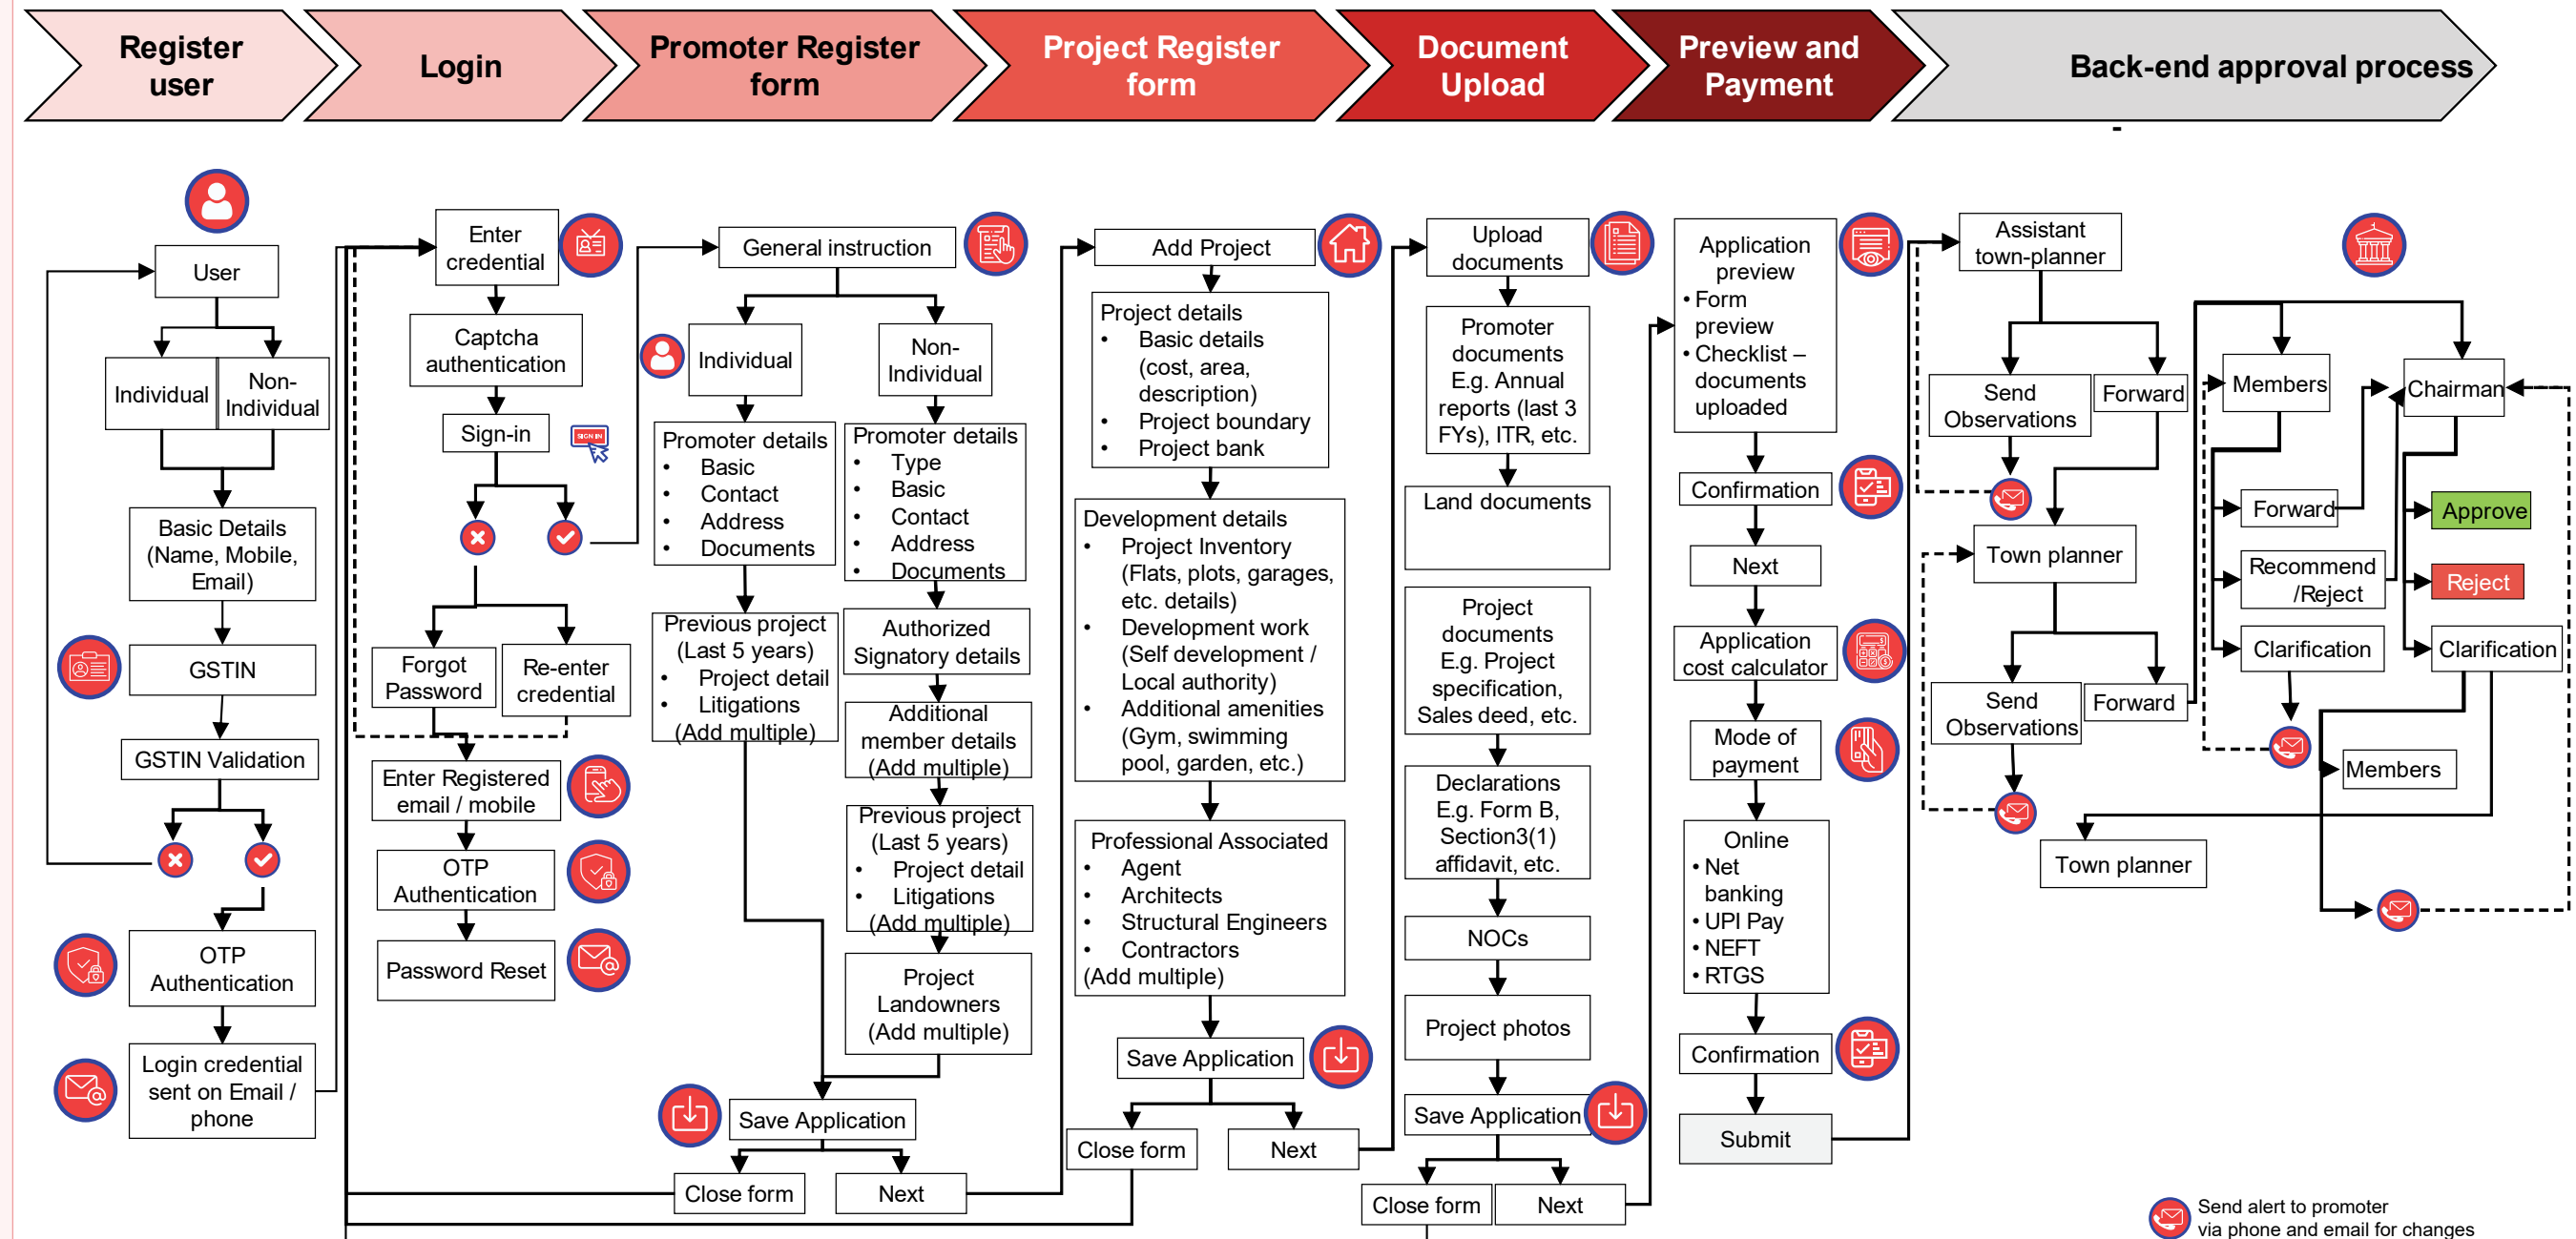 Register
user
Login
Promoter Register
form
Project Register
form
Document
Upload
Preview and
Payment
Back-end approval process
-
User
Individual
Non-
Individual
Basic Details
(Name, Mobile,
Email)
GSTIN
GSTIN Validation
OTP
Authentication
Login credential
sent on Email /
phone
Enter
credential
Captcha
authentication
Sign-in
SIGN IN
Forgot
Password
Re-enter
credential
Enter Registered
email / mobile
OTP
Authentication
Password Reset
General instruction
Individual
Non-
Individual
Promoter details
• Basic
• Contact
• Address
• Documents
Previous project
(Last 5 years)
• Project detail
• Litigations
(Add multiple)
Promoter details
• Type
• Basic
• Contact
• Address
• Documents
Authorized
Signatory details
Additional
member details
(Add multiple)
Previous project
(Last 5 years)
• Project detail
• Litigations
(Add multiple)
Project
Landowners
(Add multiple)
Save Application
Close form
Next
Add Project
Project details
• Basic details
(cost, area,
description)
• Project boundary
• Project bank
Development details
• Project Inventory
(Flats, plots, garages,
etc. details)
• Development work
(Self development /
Local authority)
• Additional amenities
(Gym, swimming
pool, garden, etc.)
Professional Associated
• Agent
• Architects
• Structural Engineers
• Contractors
(Add multiple)
Save Application
Close form
Next
Upload
documents
Promoter
documents
E.g. Annual
reports (last 3
FYs), ITR, etc.
Land documents
Project
documents
E.g. Project
specification,
Sales deed, etc.
Declarations
E.g. Form B,
Section3(1)
affidavit, etc.
NOCs
Project photos
Save Application
Close form
Next
Application
preview
• Form
preview
• Checklist –
documents
uploaded
Confirmation
Next
Application
cost calculator
Mode of
payment
Online
• Net
banking
• UPI Pay
• NEFT
• RTGS
Confirmation
Submit
Assistant
town-planner
Send
Observations
Forward
Town planner
Send
Observations
Forward
Members
Forward
Recommend
/Reject
Clarification
Chairman
Approve
Reject
Clarification
Members
Town planner
Send alert to promoter
via phone and email for changes